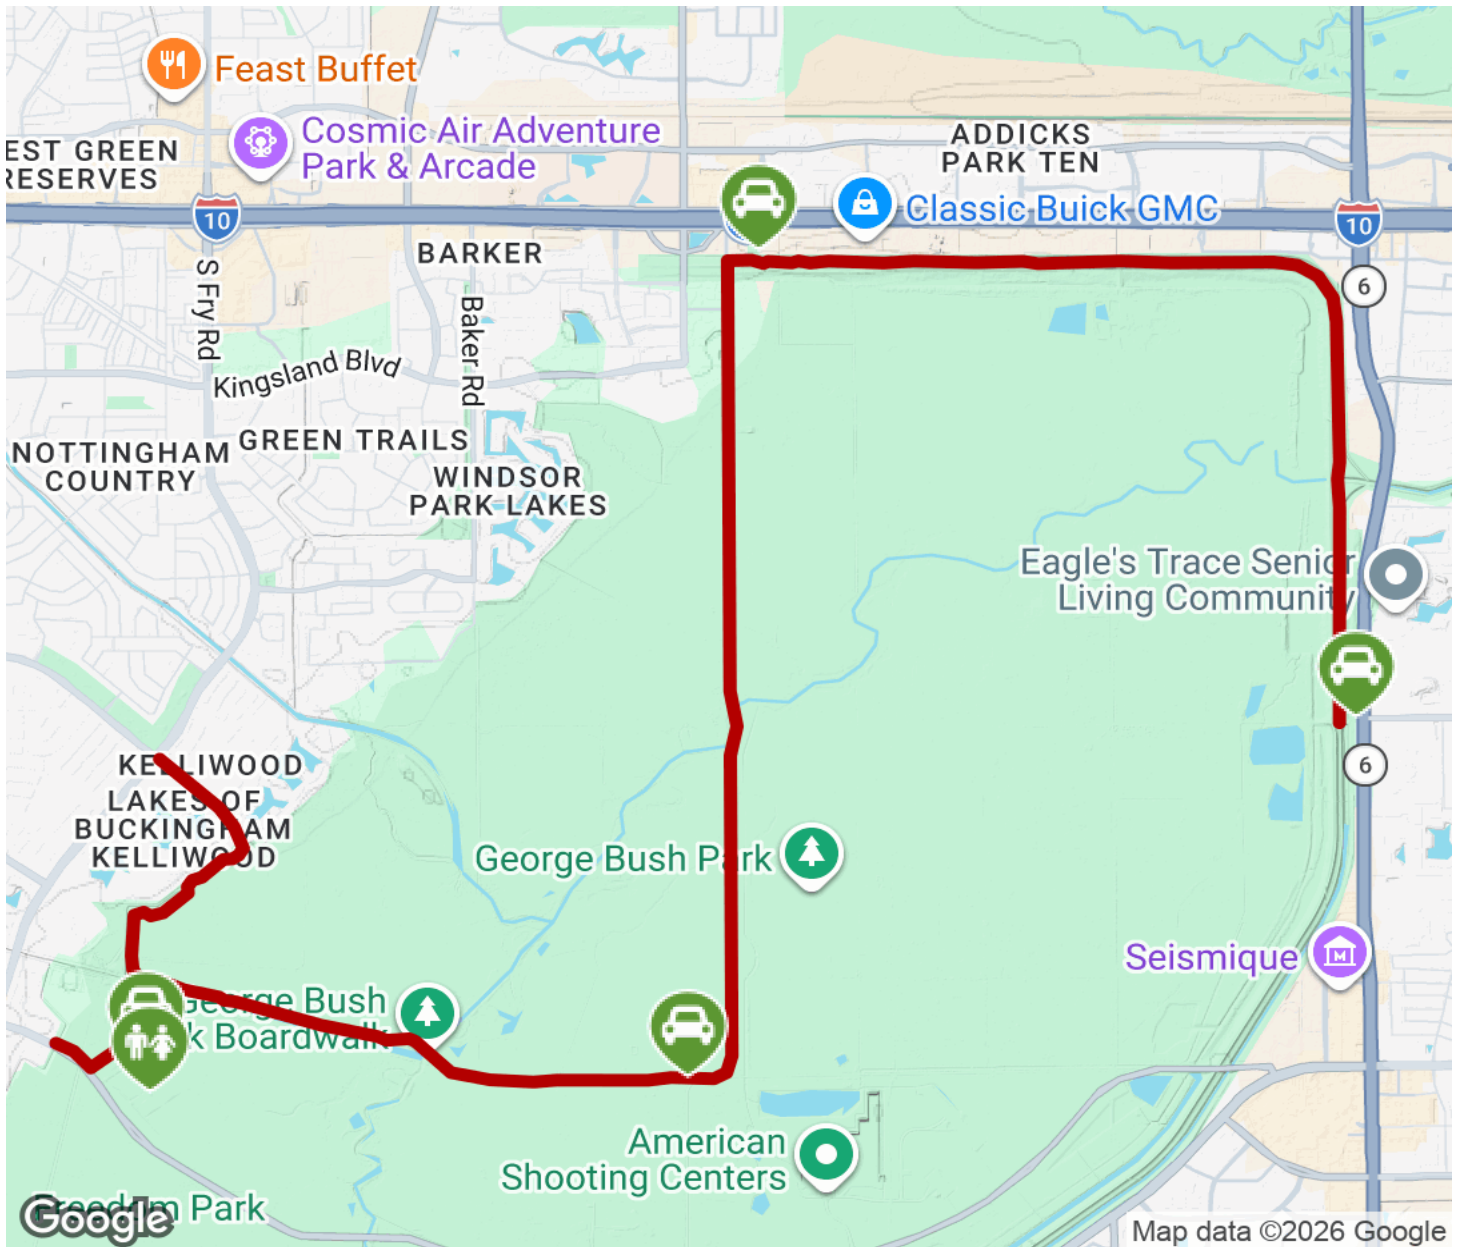 Feast Buffet
Cosmic Air Adventure
Park & Arcade
EST GREEN
RESERVES
ADDICKS
PARK TEN
10
Classic Buick GMC
10
BARKER
6
S Fry Rd
Baker Rd
Kingsland Blvd
NOTTINGHAM
COUNTRY
GREEN TRAILS
WINDSOR
PARK LAKES
Eagle's Trace Senior
Living Community
KELLIWOOD
LAKES OF
BUCKINGHAM
KELLIWOOD
6
George Bush Park
Seismique
M
George Bush
k Boardwalk
American
Shooting Centers
Freedom Park
Google
Map data ©2026 Google